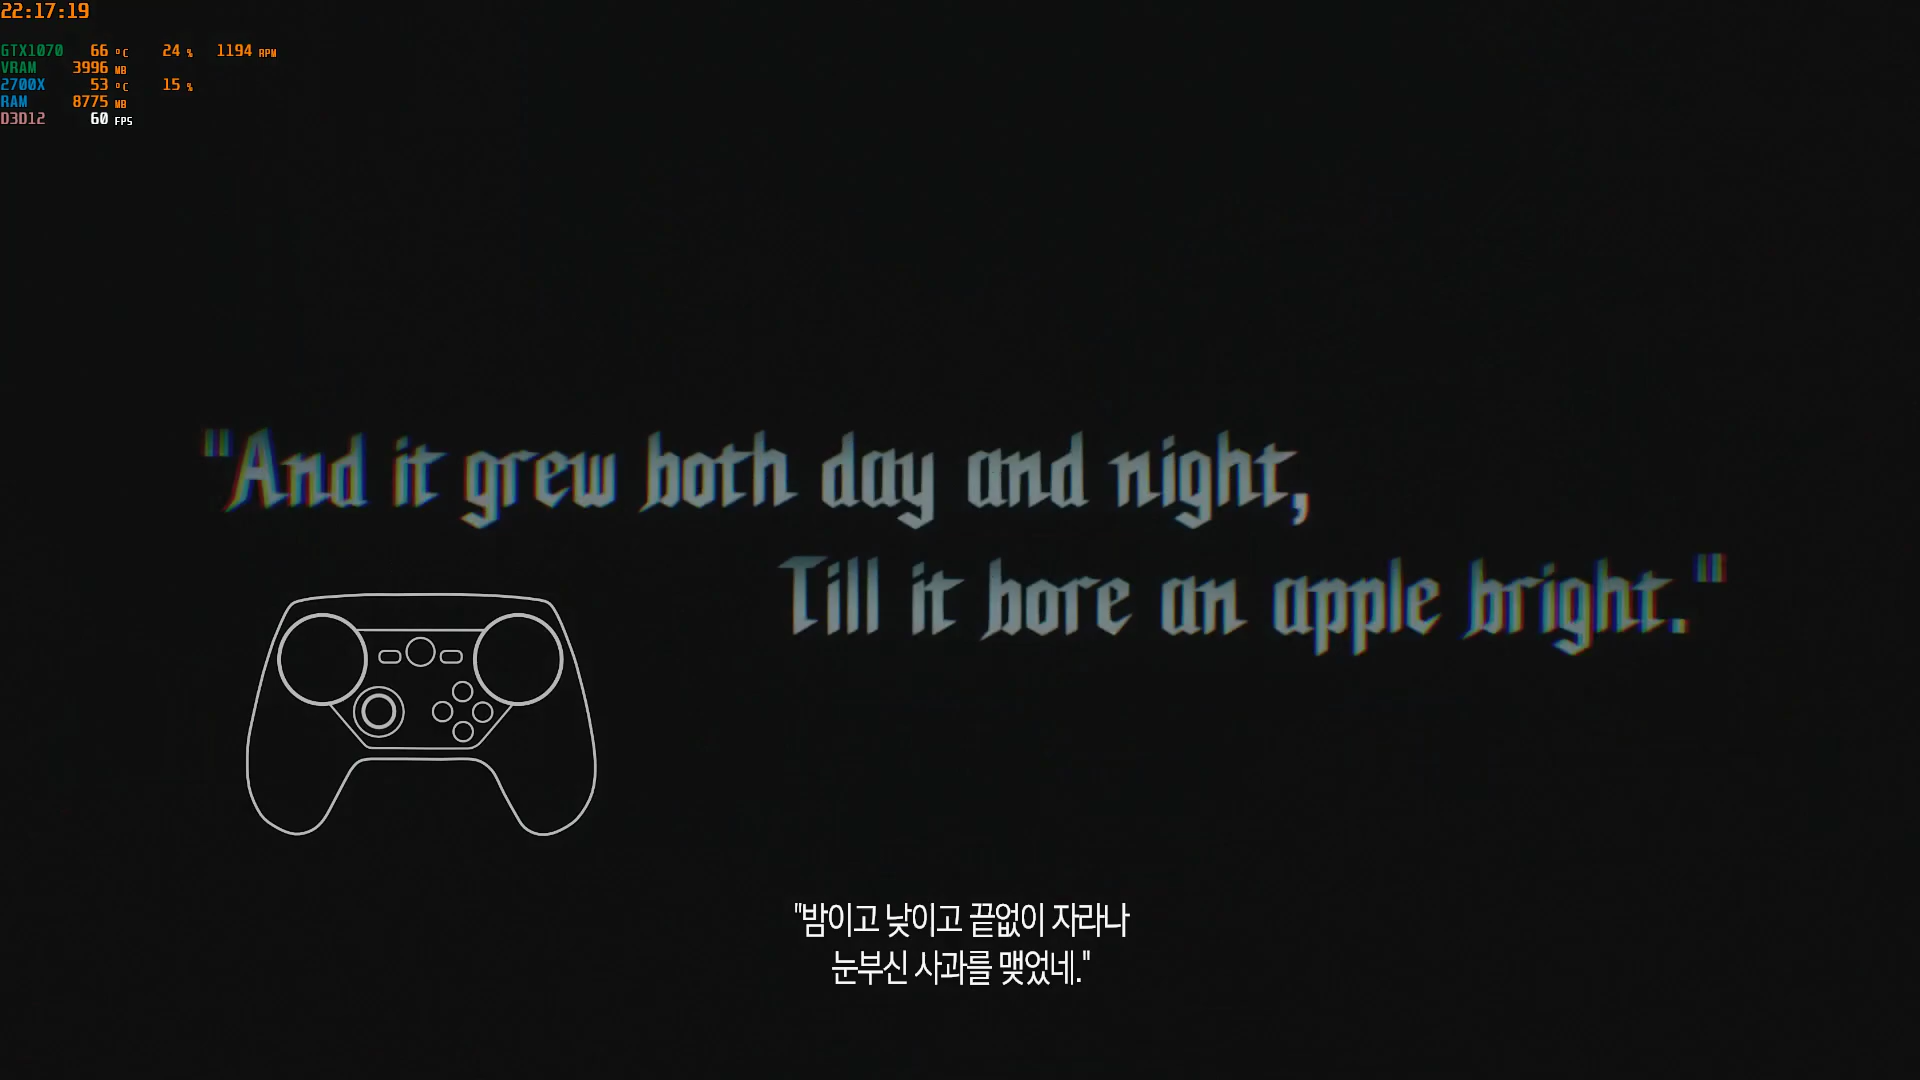 22:17:19
GTX1070 66 °C 24 % 1194 RPM
VRAM 3996 MB
2700X 53 °C 15 %
RAM 8775 MB
D3D12 60 FPS
"And it grew both day and night,
Till it bore an apple bright."
"밤이고 낮이고 끝없이 자라나
눈부신 사과를 맺었네."